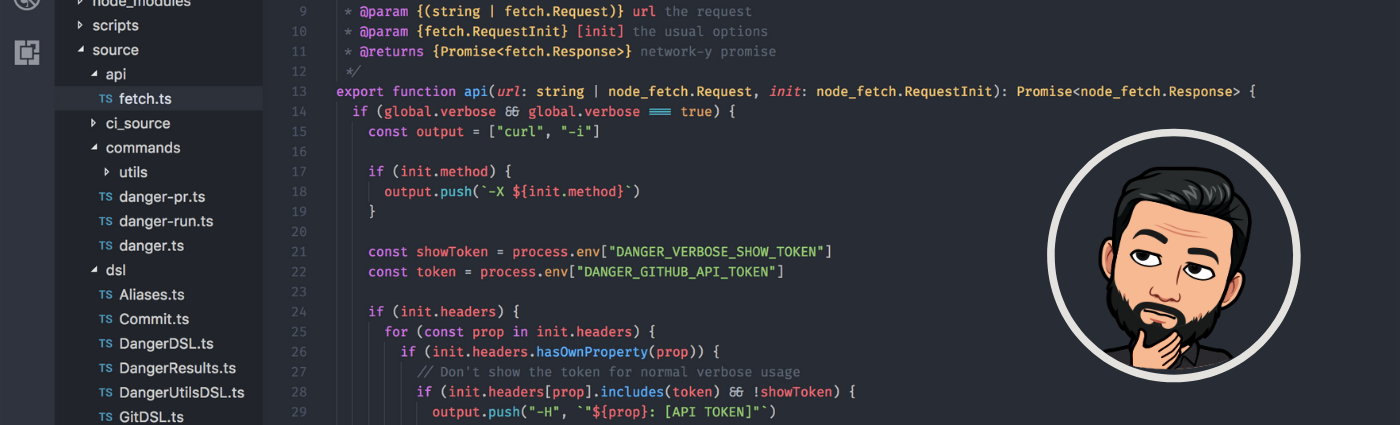 node_modules
scripts
source
api
TS fetch.ts
ci_source
commands
utils
TS danger-pr.ts
TS danger-run.ts
TS danger.ts
dsl
TS Aliases.ts
TS Commit.ts
TS DangerDSL.ts
TS DangerResults.ts
TS DangerUtilsDSL.ts
TS GitDSL.ts
9 * @param {(string | fetch.Request)} url the request
10 * @param {fetch.RequestInit} [init] the usual options
11 * @returns {Promise<fetch.Response>} network-y promise
12 */
13 export function api(url: string | node_fetch.Request, init: node_fetch.RequestInit): Promise<node_fetch.Response> {
14 if (global.verbose && global.verbose === true) {
15 const output = ["curl", "-i"]
16
17 if (init.method) {
18 output.push(`-X ${init.method}`)
19 }
20
21 const showToken = process.env["DANGER_VERBOSE_SHOW_TOKEN"]
22 const token = process.env["DANGER_GITHUB_API_TOKEN"]
23
24 if (init.headers) {
25 for (const prop in init.headers) {
26 if (init.headers.hasOwnProperty(prop)) {
27 // Don't show the token for normal verbose usage
28 if (init.headers[prop].includes(token) && !showToken) {
29 output.push("-H", `"${prop}: [API TOKEN]"`)